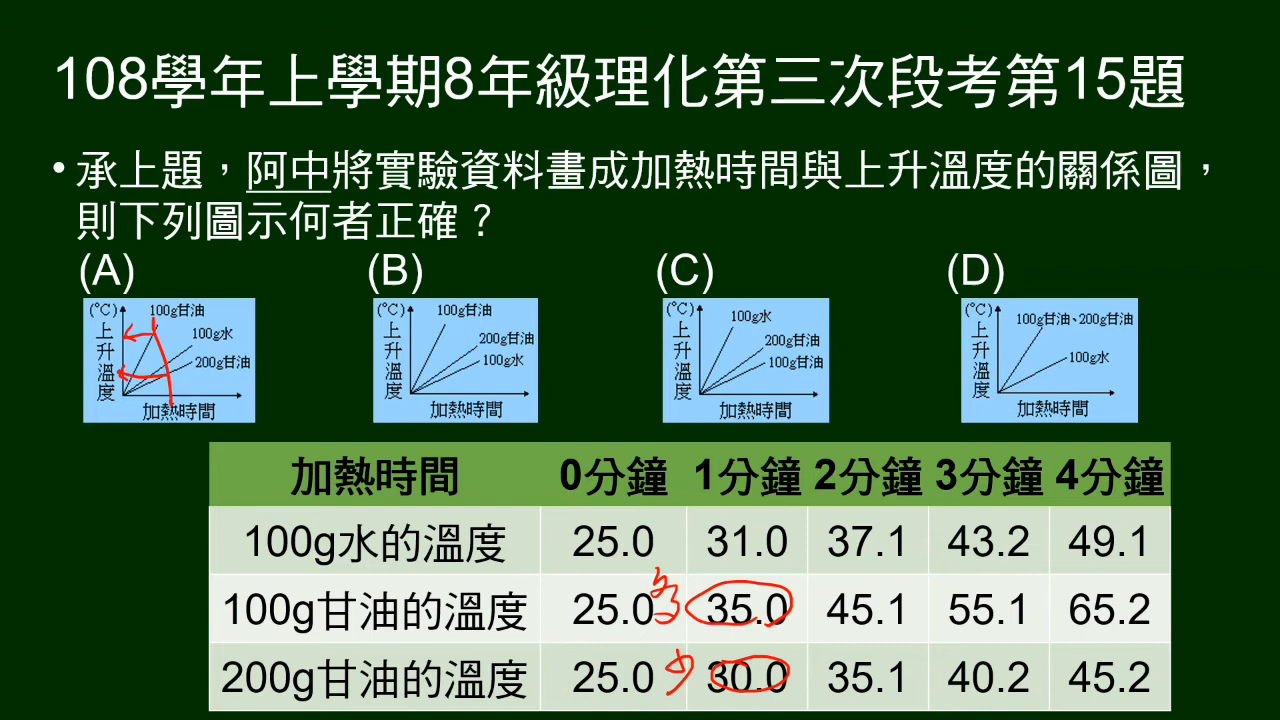 108學年上學期8年級理化第三次段考第15題
•承上題，阿中將實驗資料畫成加熱時間與上升溫度的關係圖，
則下列圖示何者正確？
(A) (B) (C) (D)
(℃) 上升溫度 100g甘油 100g水 200g甘油 加熱時間
(℃) 上升溫度 100g甘油 200g甘油 100g水 加熱時間
(℃) 上升溫度 100g水 200g甘油 100g甘油 加熱時間
(℃) 上升溫度 100g甘油、200g甘油 100g水 加熱時間
加熱時間 0分鐘 1分鐘 2分鐘 3分鐘 4分鐘
100g水的溫度 25.0 31.0 37.1 43.2 49.1
100g甘油的溫度 25.0 多 35.0 45.1 55.1 65.2
200g甘油的溫度 25.0 少 30.0 35.1 40.2 45.2